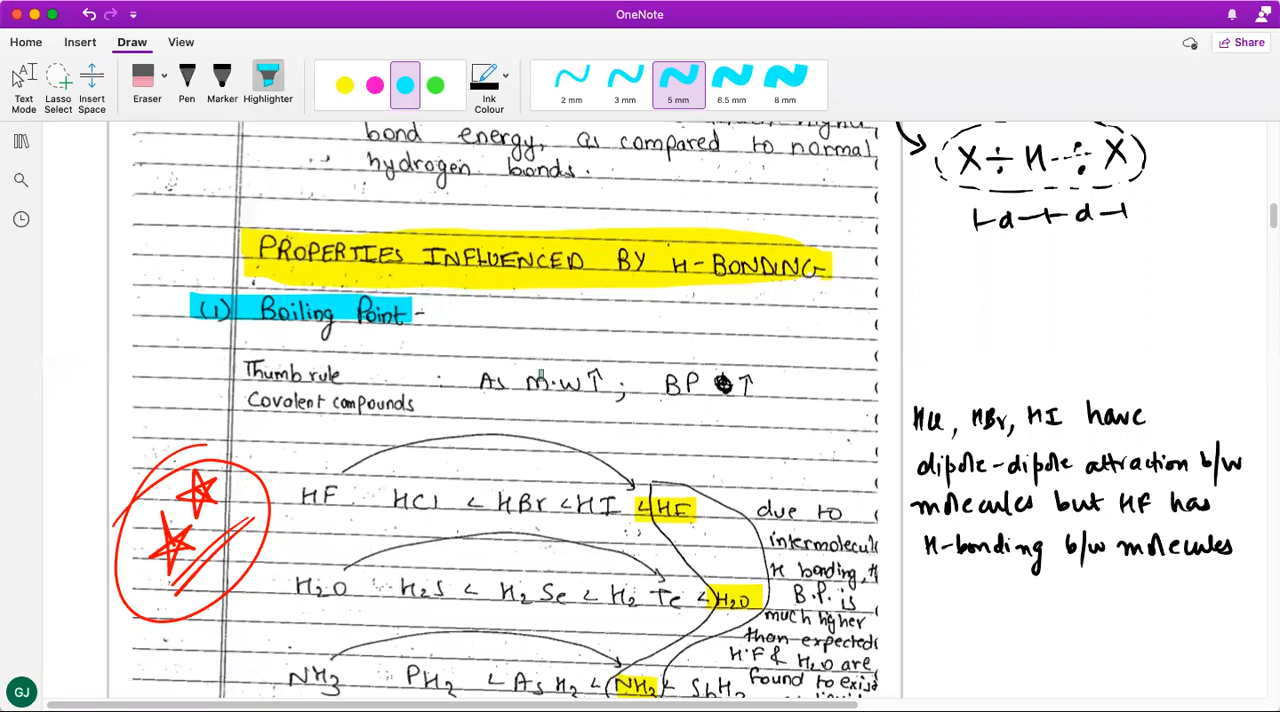 OneNote
Home Insert Draw View
Share
Text Mode
Lasso Select
Insert Space
Eraser
Pen
Marker
Highlighter
Ink Colour
2 mm
3 mm
5 mm
6.5 mm
8 mm
bond energy, as compared to normal
hydrogen bonds.
X ÷ H X
d d
PROPERTIES INFLUENCED BY H-BONDING
(1) Boiling Point -
Thumb rule : As m.w↑ ; BP ↑
Covalent compounds
HF HCl < HBr < HI < HF
due to
intermolecul
H bonding,
B.P. is
much higher
than expected
HF & H2O are
found to exis
H2O H2S < H2Se < H2Te < H2O
NH3 PH3 < AsH3 < NH3 < SbH3
HCl, HBr, HI have
dipole-dipole attraction b/w
molecules but HF has
H-bonding b/w molecules
GJ